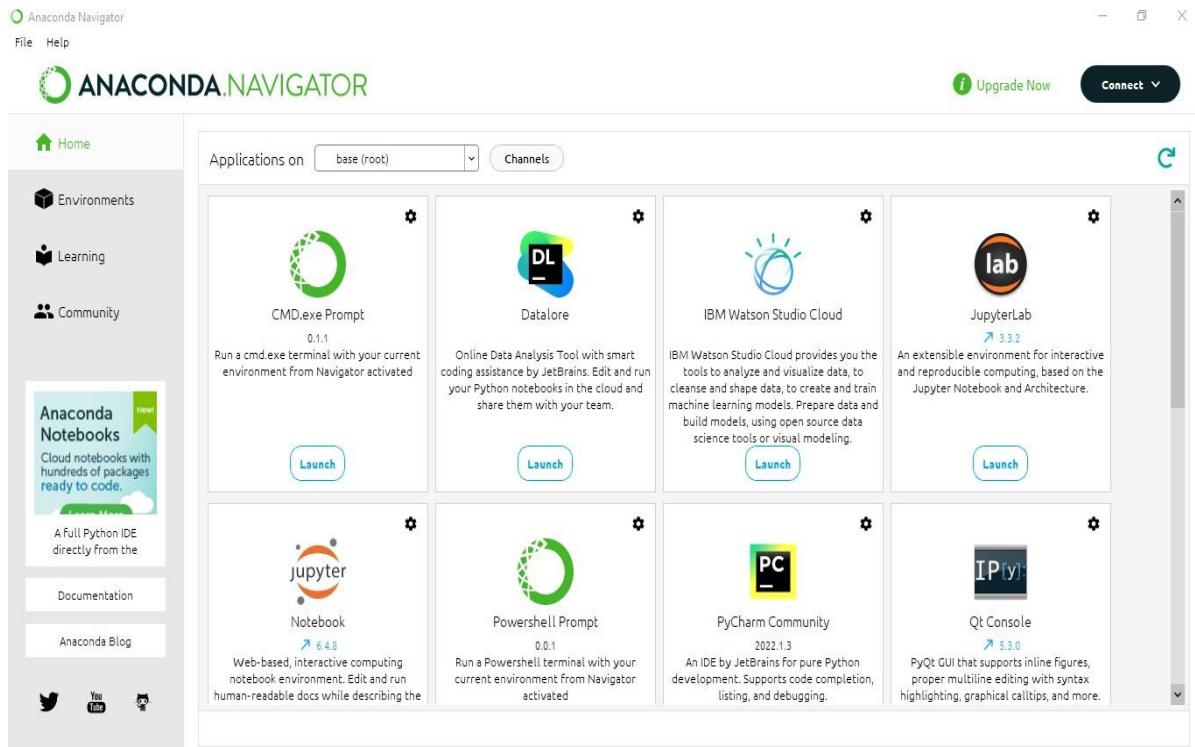 Anaconda Navigator
File Help
ANACONDA.NAVIGATOR
Upgrade Now
Connect
Home
Environments
Learning
Community
Anaconda
Notebooks
New!
Cloud notebooks with
hundreds of packages
ready to code.
Learn More
A full Python IDE
directly from the
Documentation
Anaconda Blog
You
Tube
Applications on base (root) Channels
CMD.exe Prompt
0.1.1
Run a cmd.exe terminal with your current
environment from Navigator activated
Launch
DL
Datalore
Online Data Analysis Tool with smart
coding assistance by JetBrains. Edit and run
your Python notebooks in the cloud and
share them with your team.
Launch
IBM Watson Studio Cloud
IBM Watson Studio Cloud provides you the
tools to analyze and visualize data, to
cleanse and shape data, to create and train
machine learning models. Prepare data and
build models, using open source data
science tools or visual modeling.
Launch
lab
JupyterLab
3.3.2
An extensible environment for interactive
and reproducible computing, based on the
Jupyter Notebook and Architecture.
Launch
jupyter
Notebook
6.4.8
Web-based, interactive computing
notebook environment. Edit and run
human-readable docs while describing the
Powershell Prompt
0.0.1
Run a Powershell terminal with your
current environment from Navigator
activated
PC
PyCharm Community
2022.1.3
An IDE by JetBrains for pure Python
development. Supports code completion,
listing, and debugging.
IP[y]:
Qt Console
5.3.0
PyQt GUI that supports inline figures,
proper multiline editing with syntax
highlighting, graphical calltips, and more.